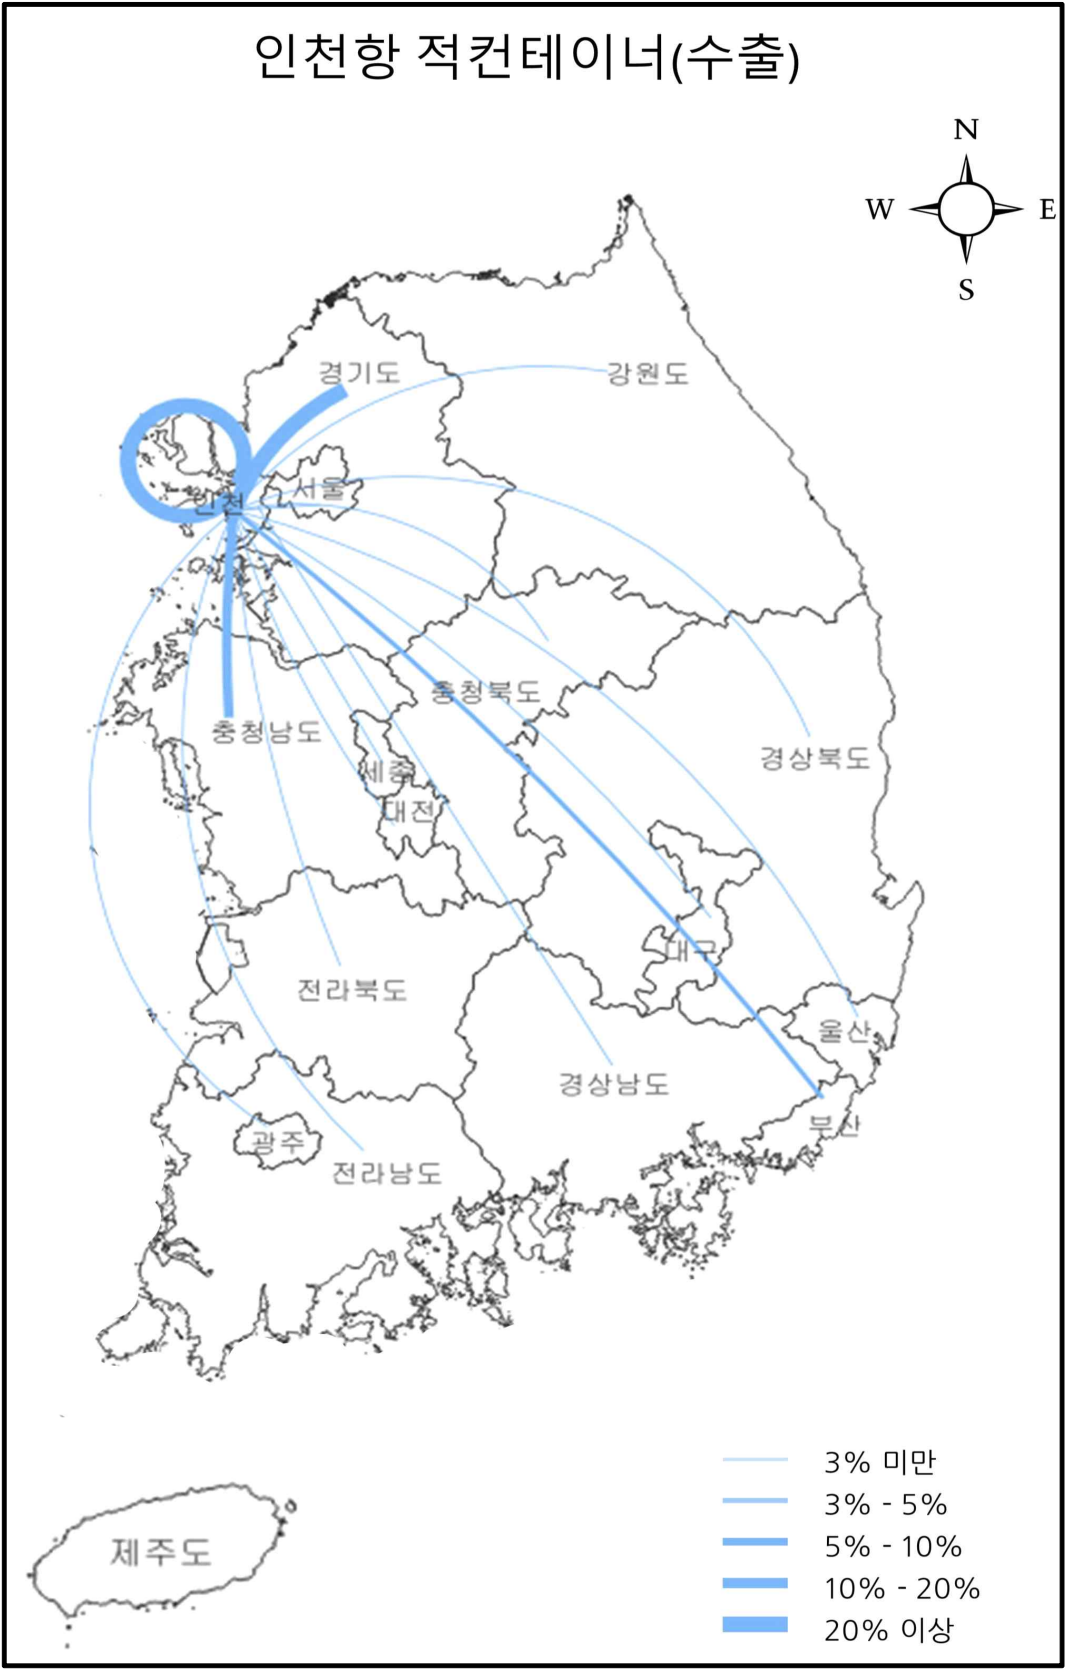 인천항 적컨테이너(수출)
N
W
E
S
경기도
강원도
서울
인천
충청북도
충청남도
경상북도
세종
대전
대구
전라북도
울산
경상남도
부산
광주
전라남도
제주도
3% 미만
3% - 5%
5% - 10%
10% - 20%
20% 이상